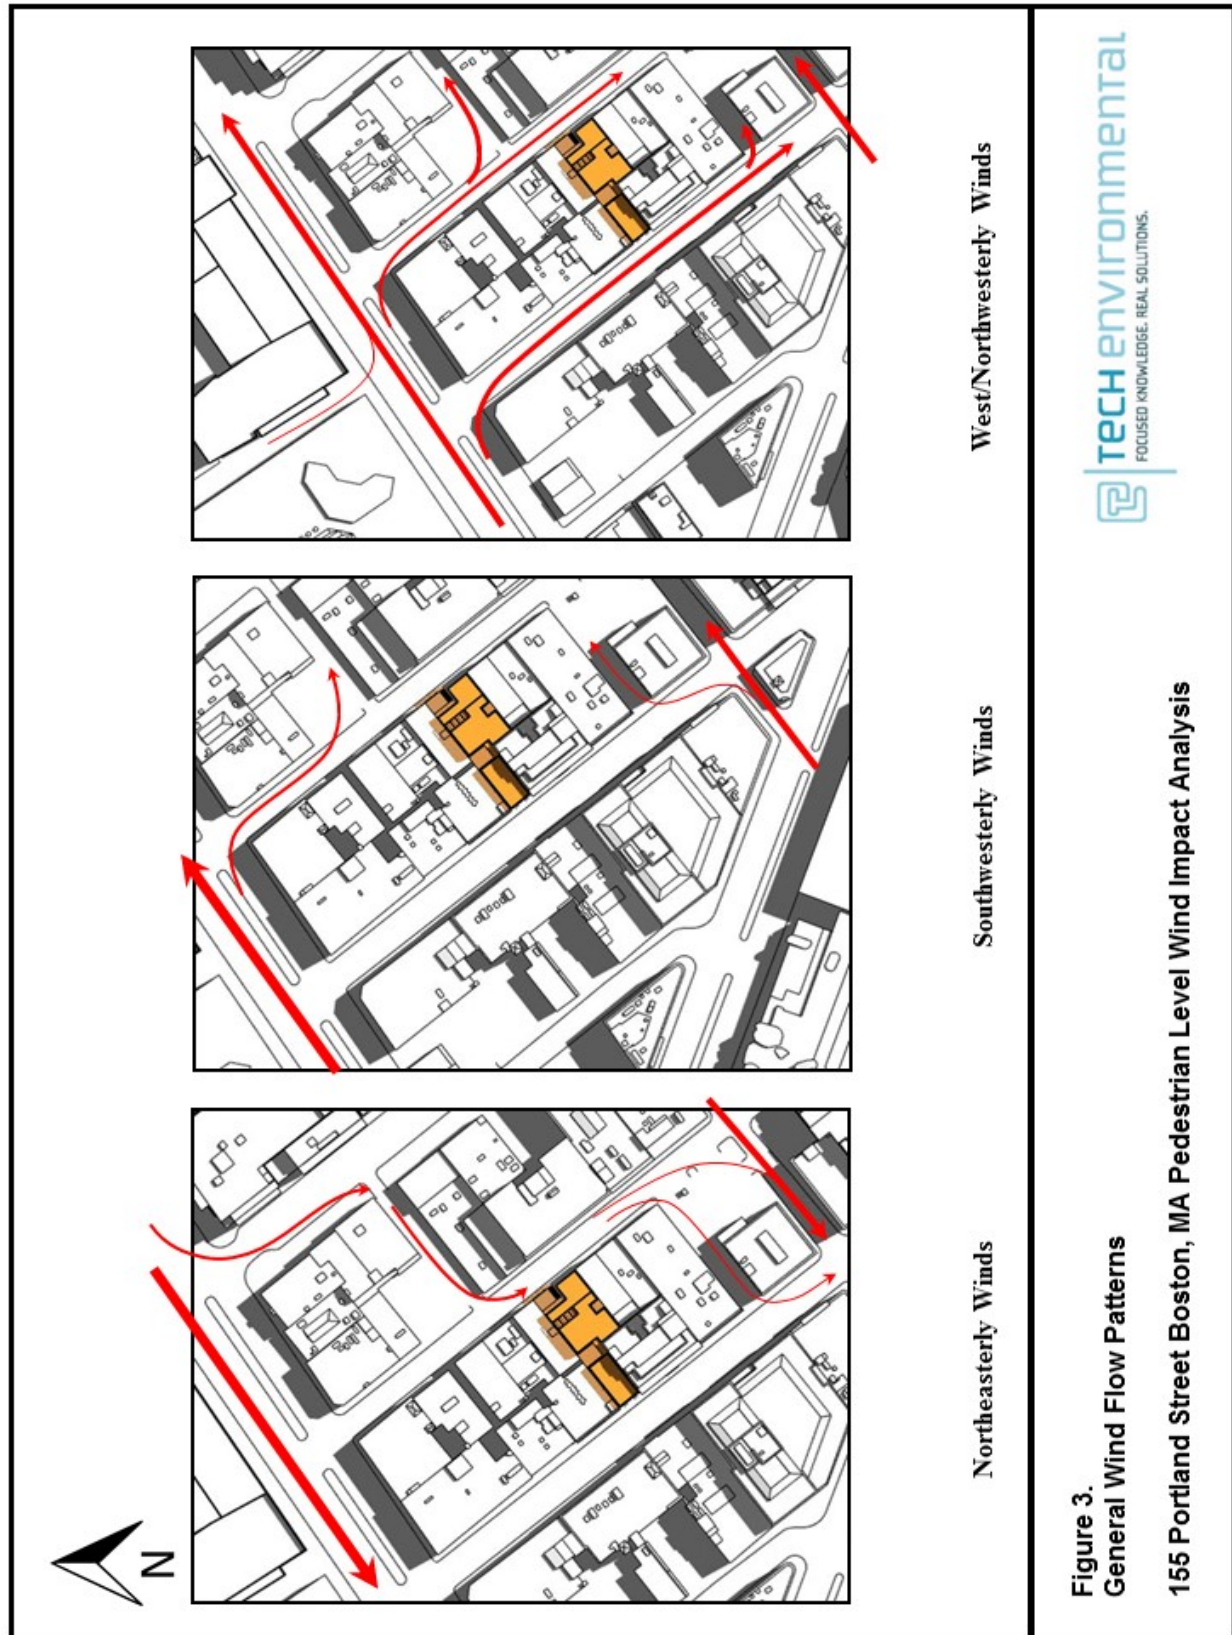 N
Northeasterly Winds
Southwesterly Winds
West/Northwesterly Winds
Figure 3.
General Wind Flow Patterns
155 Portland Street Boston, MA Pedestrian Level Wind Impact Analysis
TECH environmental
FOCUSED KNOWLEDGE. REAL SOLUTIONS.